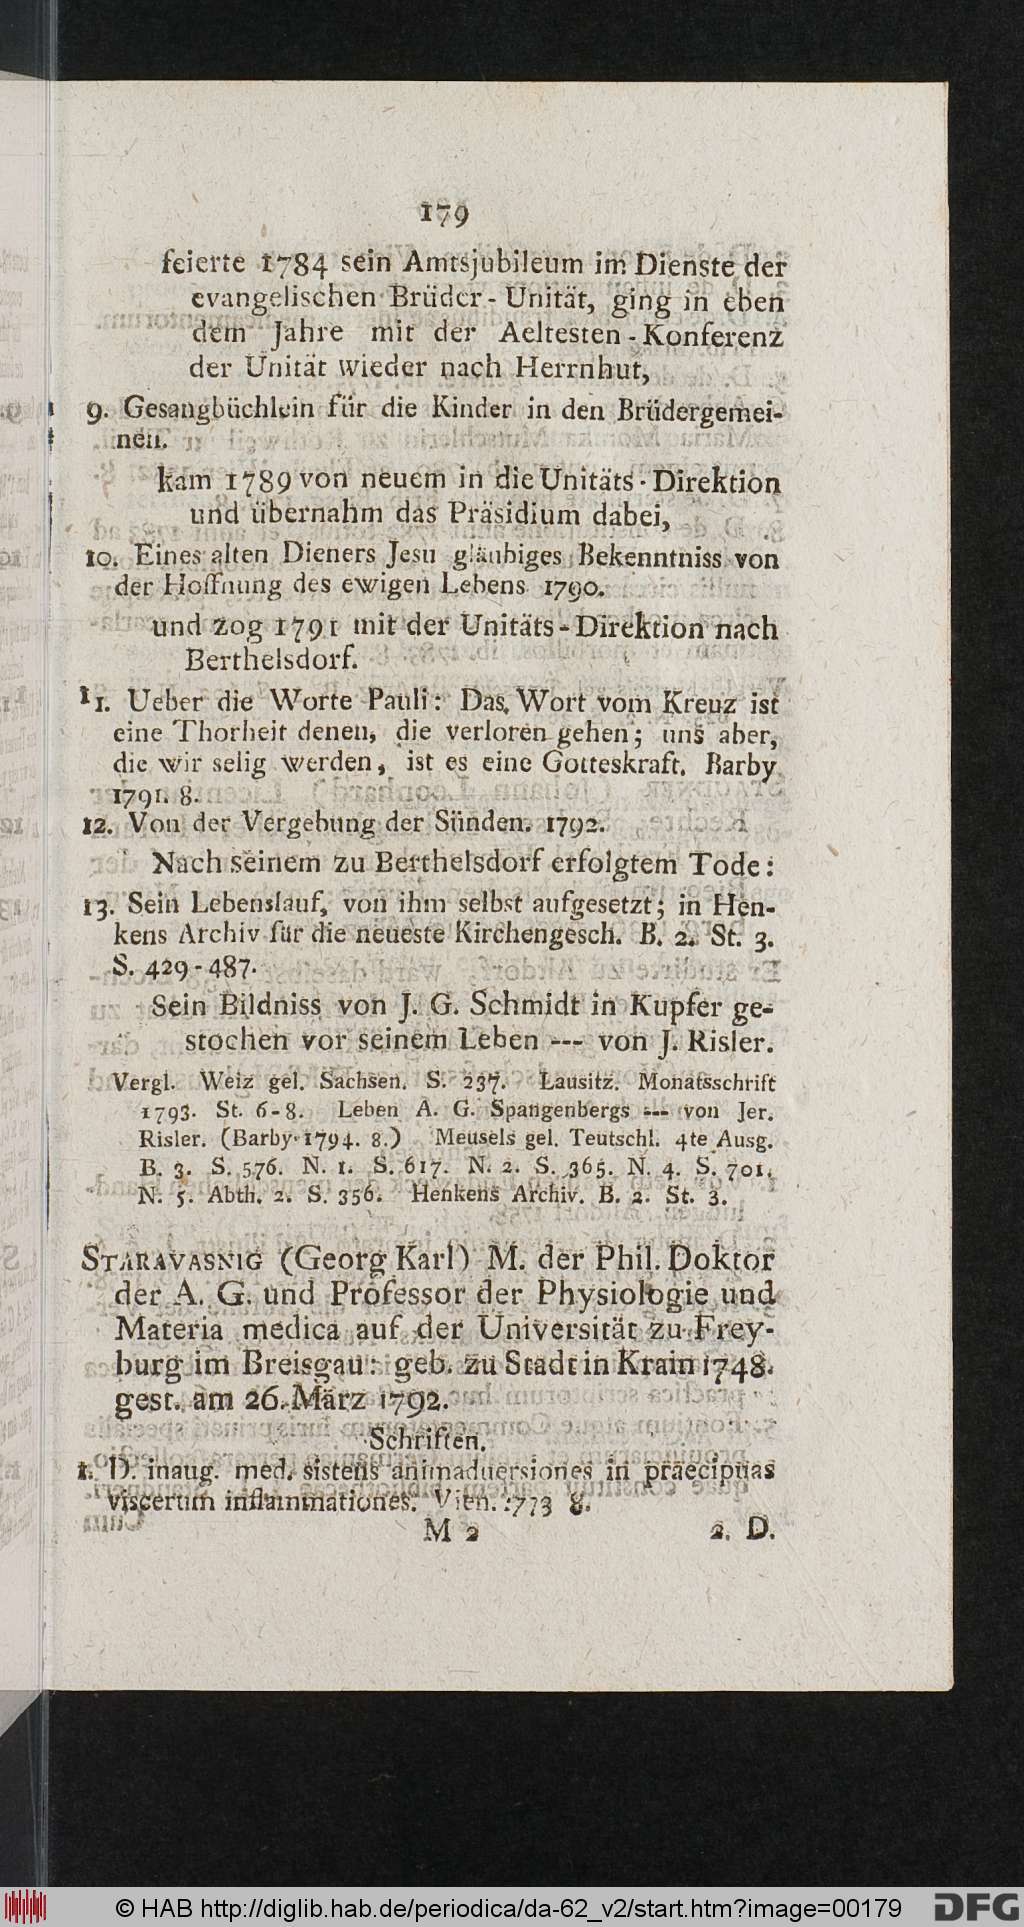 179
feierte 1784 sein Amtsjubileum im Dienste der
evangelischen Brüder-Unität, ging in eben
dem Jahre mit der Aeltesten-Konferenz
der Unität wieder nach Herrnhut,
9. Gesangbüchlein für die Kinder in den Brüdergemei-
nen.
kam 1789 von neuem in die Unitäts-Direktion
und übernahm das Präsidium dabei,
10. Eines alten Dieners Jesu gläubiges Bekenntniss von
der Hoffnung des ewigen Lebens 1790.
und zog 1791 mit der Unitäts-Direktion nach
Berthelsdorf.
11. Ueber die Worte Pauli: Das Wort vom Kreuz ist
eine Thorheit denen, die verloren gehen; uns aber,
die wir selig werden, ist es eine Gotteskraft. Barby
1791. 8.
12. Von der Vergebung der Sünden. 1792.
Nach seinem zu Berthelsdorf erfolgtem Tode:
13. Sein Lebenslauf, von ihm selbst aufgesetzt; in Hen-
kens Archiv für die neueste Kirchengesch. B. 2. St. 3.
S. 429-487.
Sein Bildniss von J. G. Schmidt in Kupfer ge-
stochen vor seinem Leben --- von J. Risler.
Vergl. Weiz gel. Sachsen. S. 237. Lausitz. Monatsschrift
1793. St. 6-8. Leben A. G. Spangenbergs --- von Jer.
Risler. (Barby 1794. 8.) Meusels gel. Teutschl. 4te Ausg.
B. 3. S. 576. N. 1. S. 617. N. 2. S. 365. N. 4. S. 701.
N. 5. Abth. 2. S. 356. Henkens Archiv. B. 2. St. 3.
STARAVASNIG (Georg Karl) M. der Phil. Doktor
der A. G. und Professor der Physiologie und
Materia medica auf der Universität zu Frey-
burg im Breisgau: geb. zu Stadt in Krain 1748.
gest. am 26. März 1792.
Schriften.
1. D. inaug. med. sistens animaduersiones in praecipuas
viscerum inflammationes. Vien. 1773 8.
M 2 2. D.
© HAB http://diglib.hab.de/periodica/da-62_v2/start.htm?image=00179
DFG